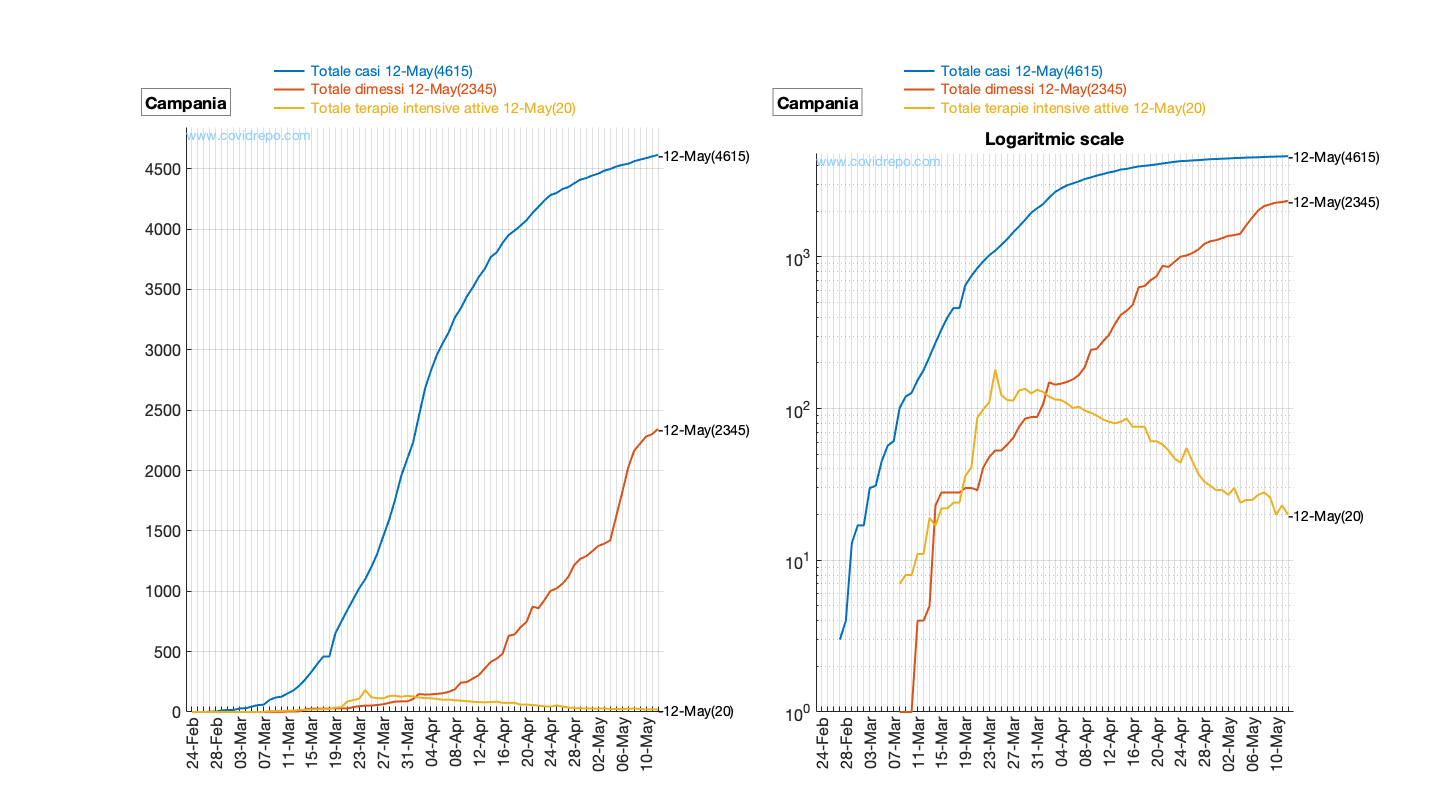 Totale casi 12-May(4615)
Totale dimessi 12-May(2345)
Totale terapie intensive attive 12-May(20)
Campania
www.covidrepo.com
4500
4000
3500
3000
2500
2000
1500
1000
500
0
12-May(4615)
12-May(2345)
12-May(20)
24-Feb
28-Feb
03-Mar
07-Mar
11-Mar
15-Mar
19-Mar
23-Mar
27-Mar
31-Mar
04-Apr
08-Apr
12-Apr
16-Apr
20-Apr
24-Apr
28-Apr
02-May
06-May
10-May
Totale casi 12-May(4615)
Totale dimessi 12-May(2345)
Totale terapie intensive attive 12-May(20)
Campania
Logaritmic scale
www.covidrepo.com
10^3
10^2
10^1
10^0
12-May(4615)
12-May(2345)
12-May(20)
24-Feb
28-Feb
03-Mar
07-Mar
11-Mar
15-Mar
19-Mar
23-Mar
27-Mar
31-Mar
04-Apr
08-Apr
12-Apr
16-Apr
20-Apr
24-Apr
28-Apr
02-May
06-May
10-May